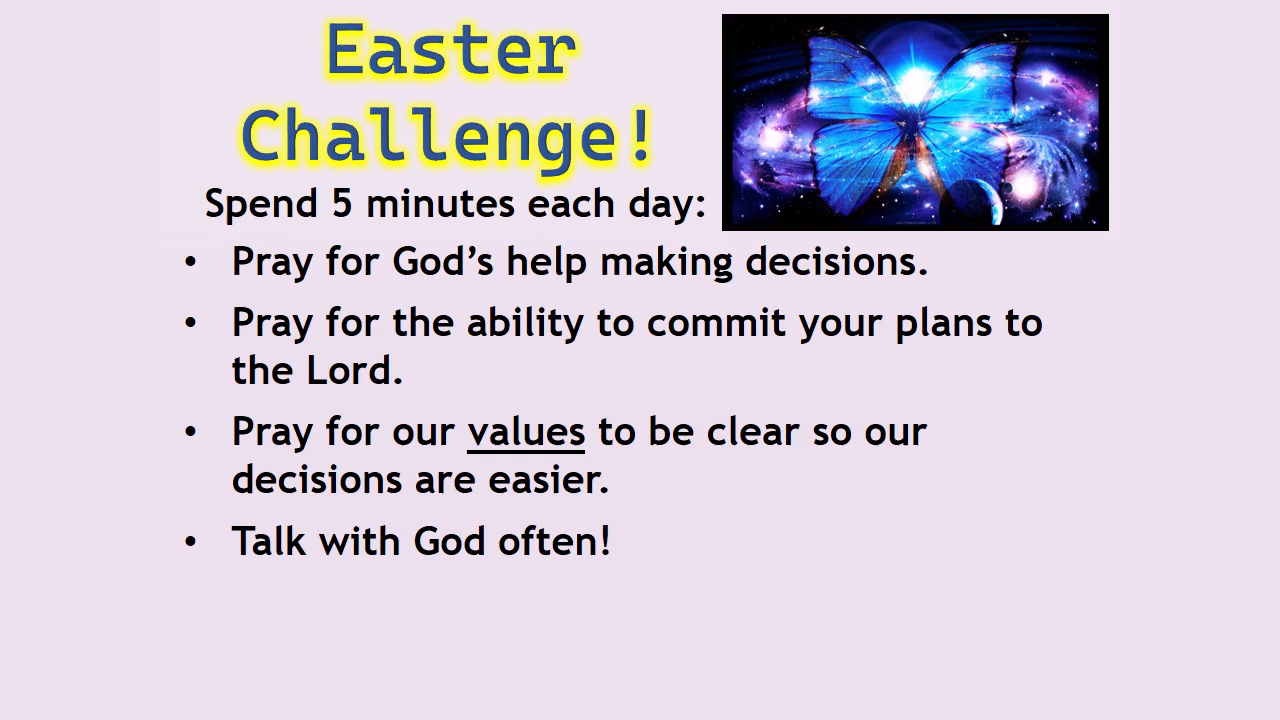 Easter
Challenge!
Spend 5 minutes each day:
• Pray for God’s help making decisions.
• Pray for the ability to commit your plans to
the Lord.
• Pray for our values to be clear so our
decisions are easier.
• Talk with God often!